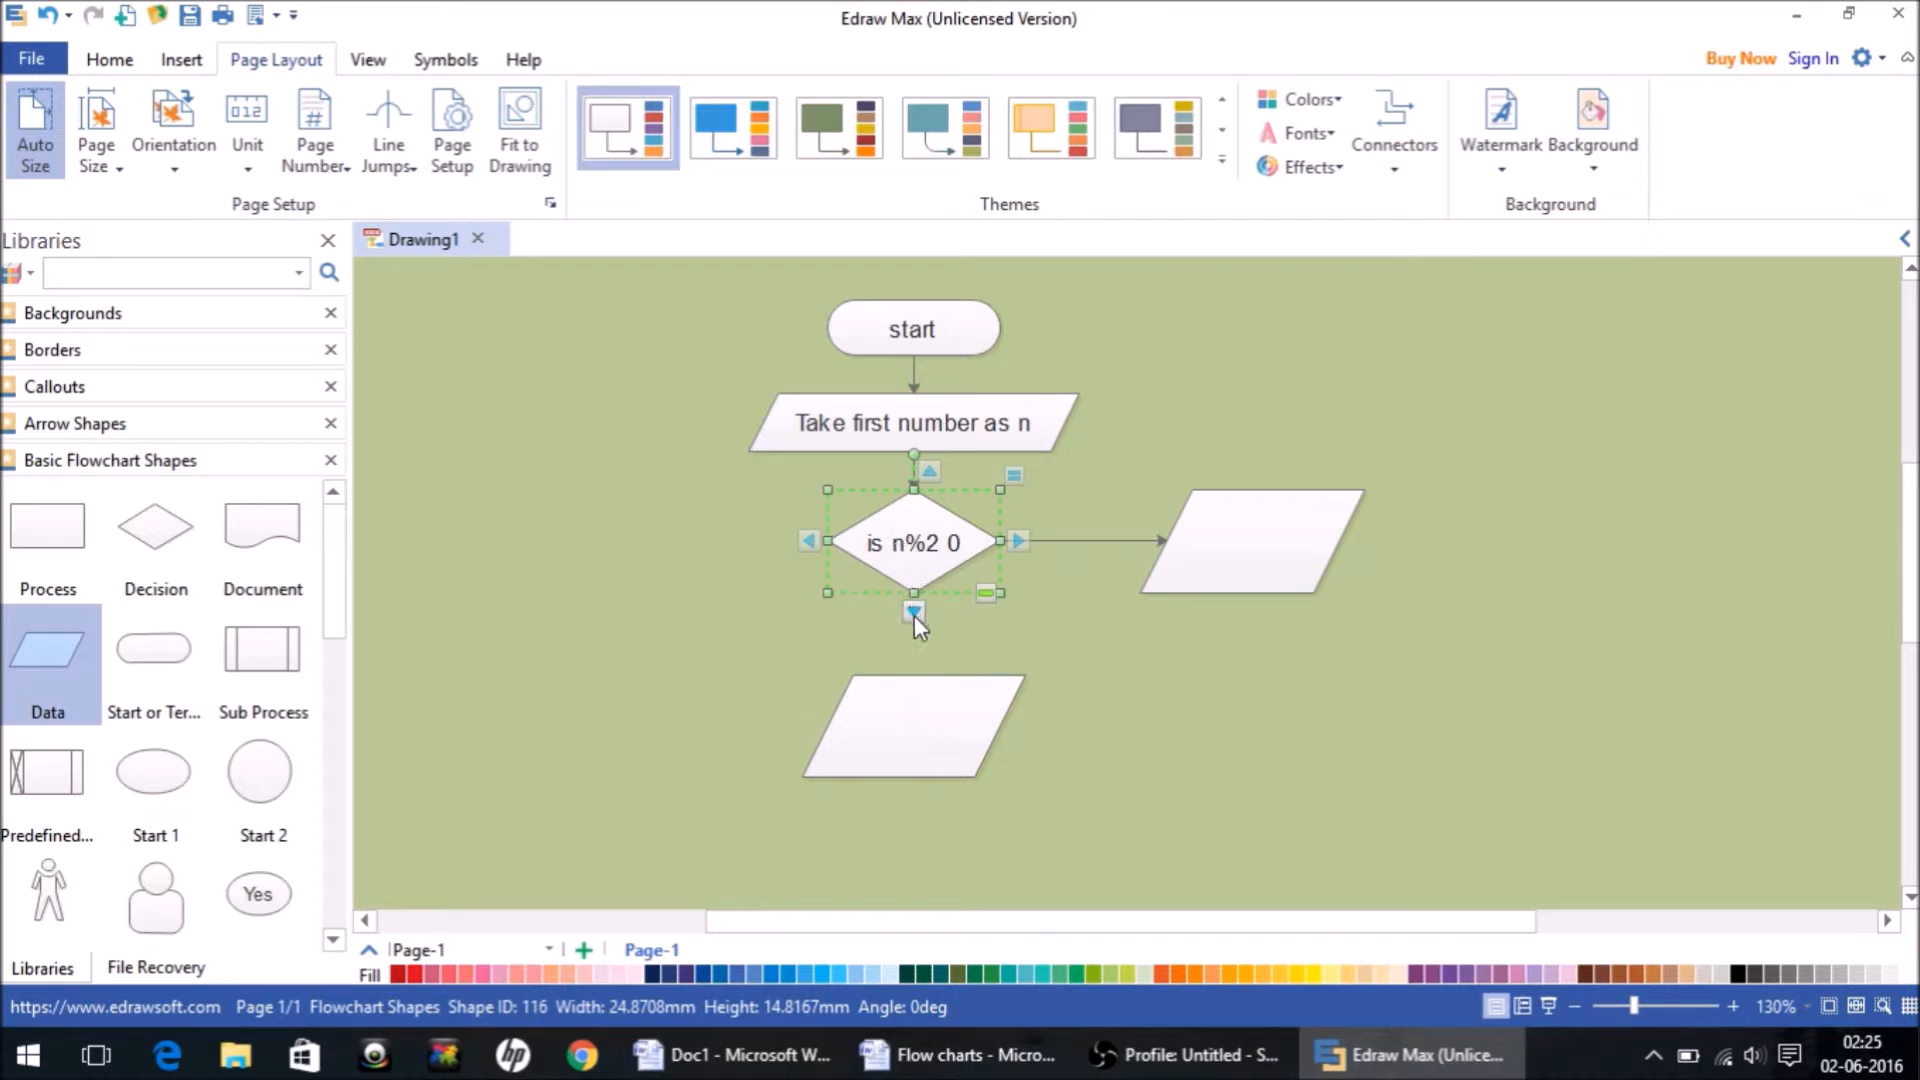 Edraw Max (Unlicensed Version)
File Home Insert Page Layout View Symbols Help Buy Now Sign In
Auto Size
Page Size
Orientation
012
Unit
Page Number
Line Jumps
Page Setup
Fit to Drawing
Colors
Fonts
Effects
Connectors
Watermark
Background
Page Setup Themes Background
Libraries
Drawing1
Backgrounds
Borders
Callouts
Arrow Shapes
Basic Flowchart Shapes
Process Decision Document
Data Start or Ter... Sub Process
Predefined... Start 1 Start 2
Yes
Libraries File Recovery
start
Take first number as n
is n%2 0
Page-1 Page-1
Fill
https://www.edrawsoft.com Page 1/1 Flowchart Shapes Shape ID: 116 Width: 24.8708mm Height: 14.8167mm Angle: 0deg 130%
hp Doc1 - Microsoft W... Flow charts - Micro... Profile: Untitled - S... Edraw Max (Unlice...
02:25
02-06-2016